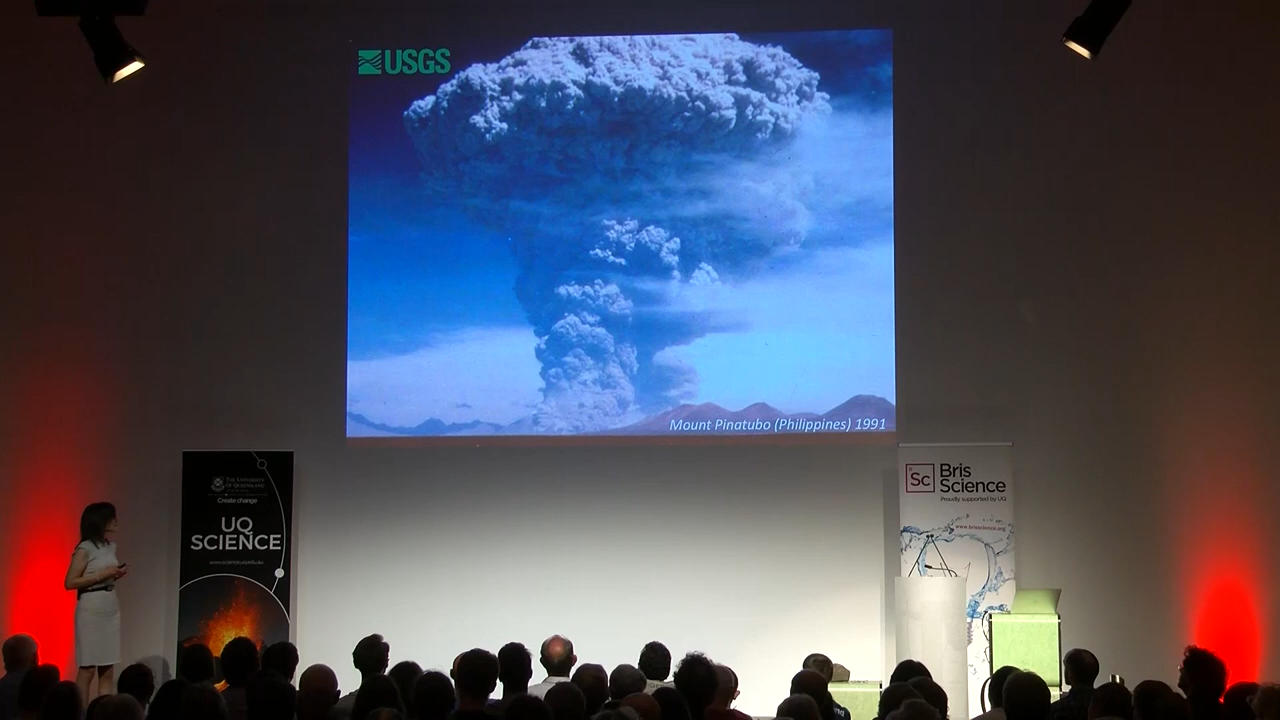 USGS
Mount Pinatubo (Philippines) 1991
THE UNIVERSITY
OF QUEENSLAND
Create change
UQ
SCIENCE
Sc
Bris
Science
Proudly supported by UQ
www.brisscience.org